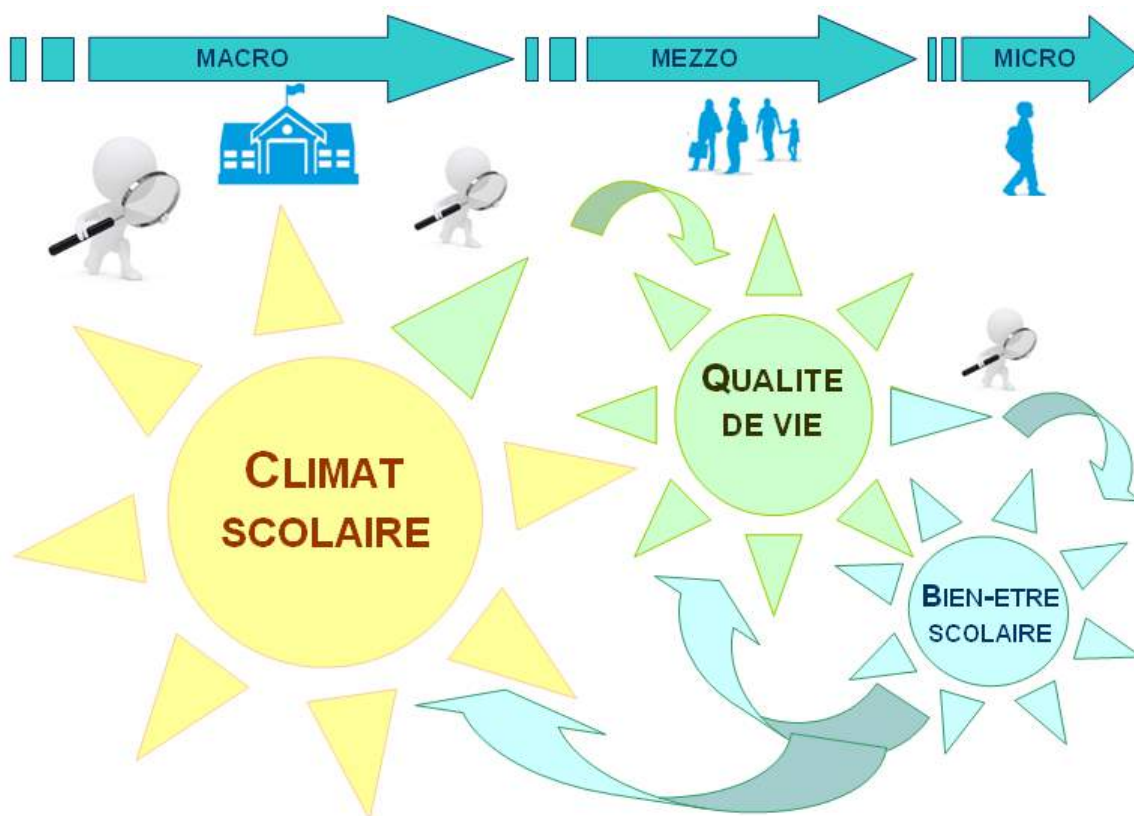 MACRO
MEZZO
MICRO
QUALITE
DE VIE
CLIMAT
SCOLAIRE
BIEN-ETRE
SCOLAIRE